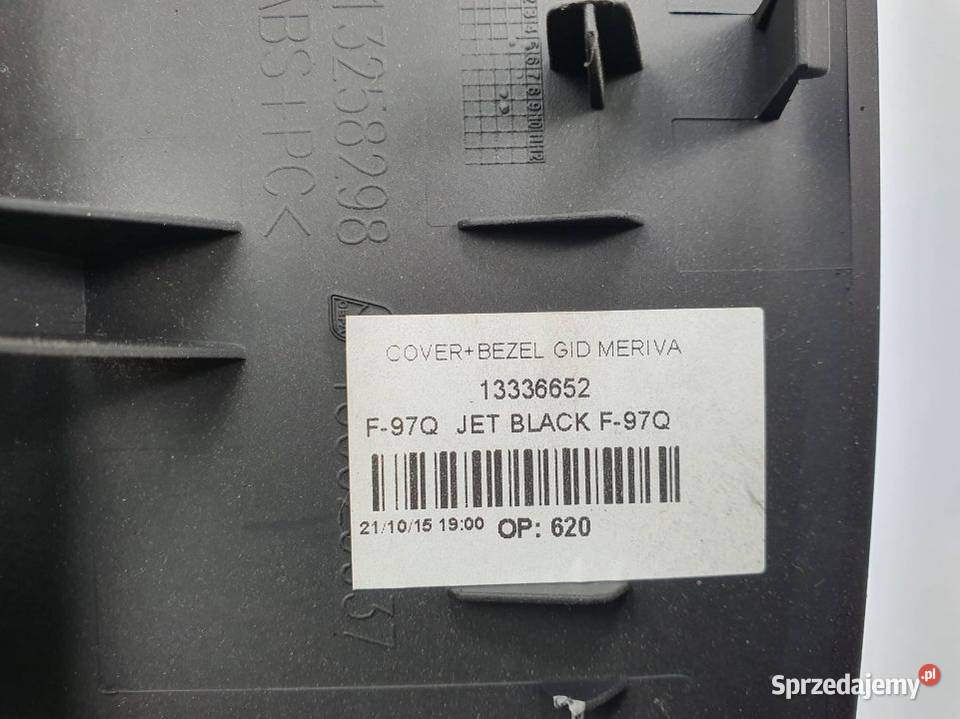 13258298
ABS+PC<
COVER+BEZEL GID MERIVA
13336652
F-97Q JET BLACK F-97Q
21/10/15 19:00 OP: 620
Sprzedajemy.pl